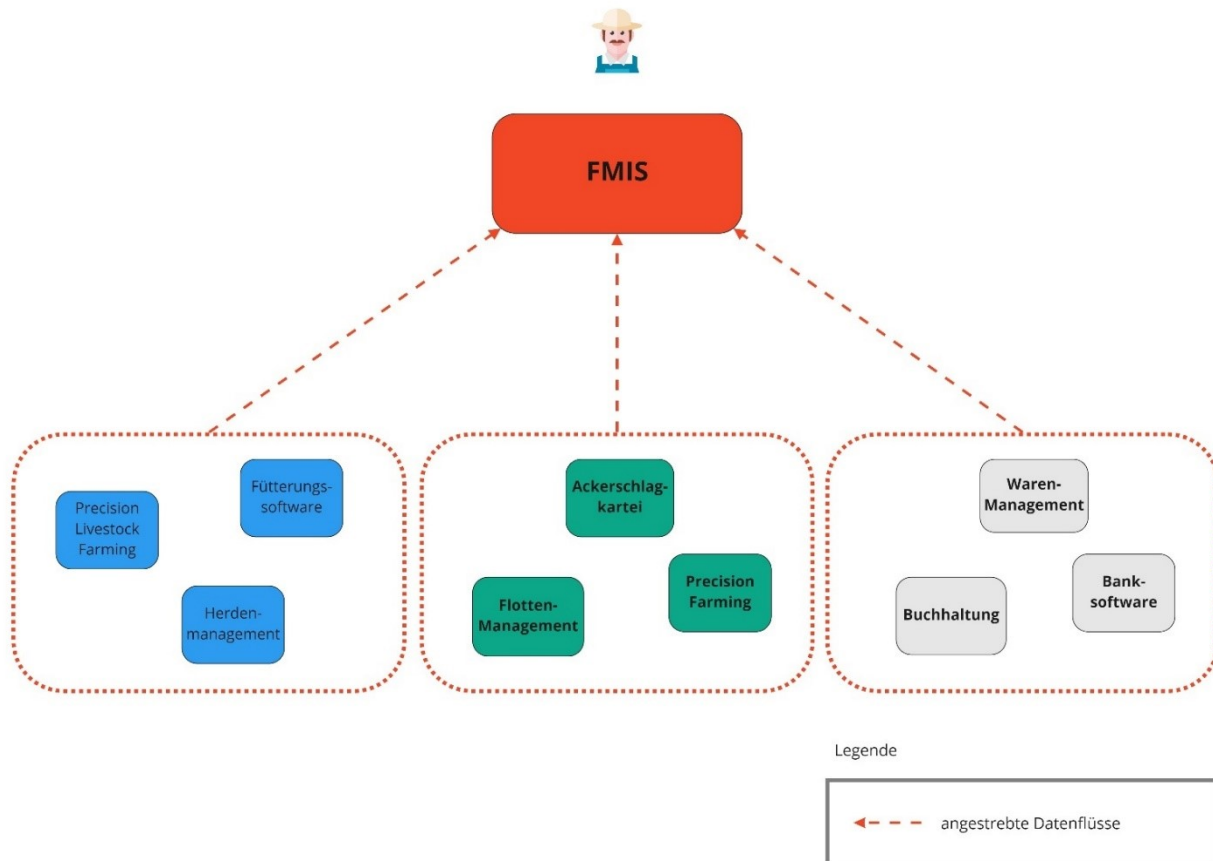 FMIS
Precision
Livestock
Farming
Fütterungs-
software
Herden-
management
Ackerschlag-
kartei
Flotten-
Management
Precision
Farming
Waren-
Management
Buchhaltung
Bank-
software
Legende
angestrebte Datenflüsse